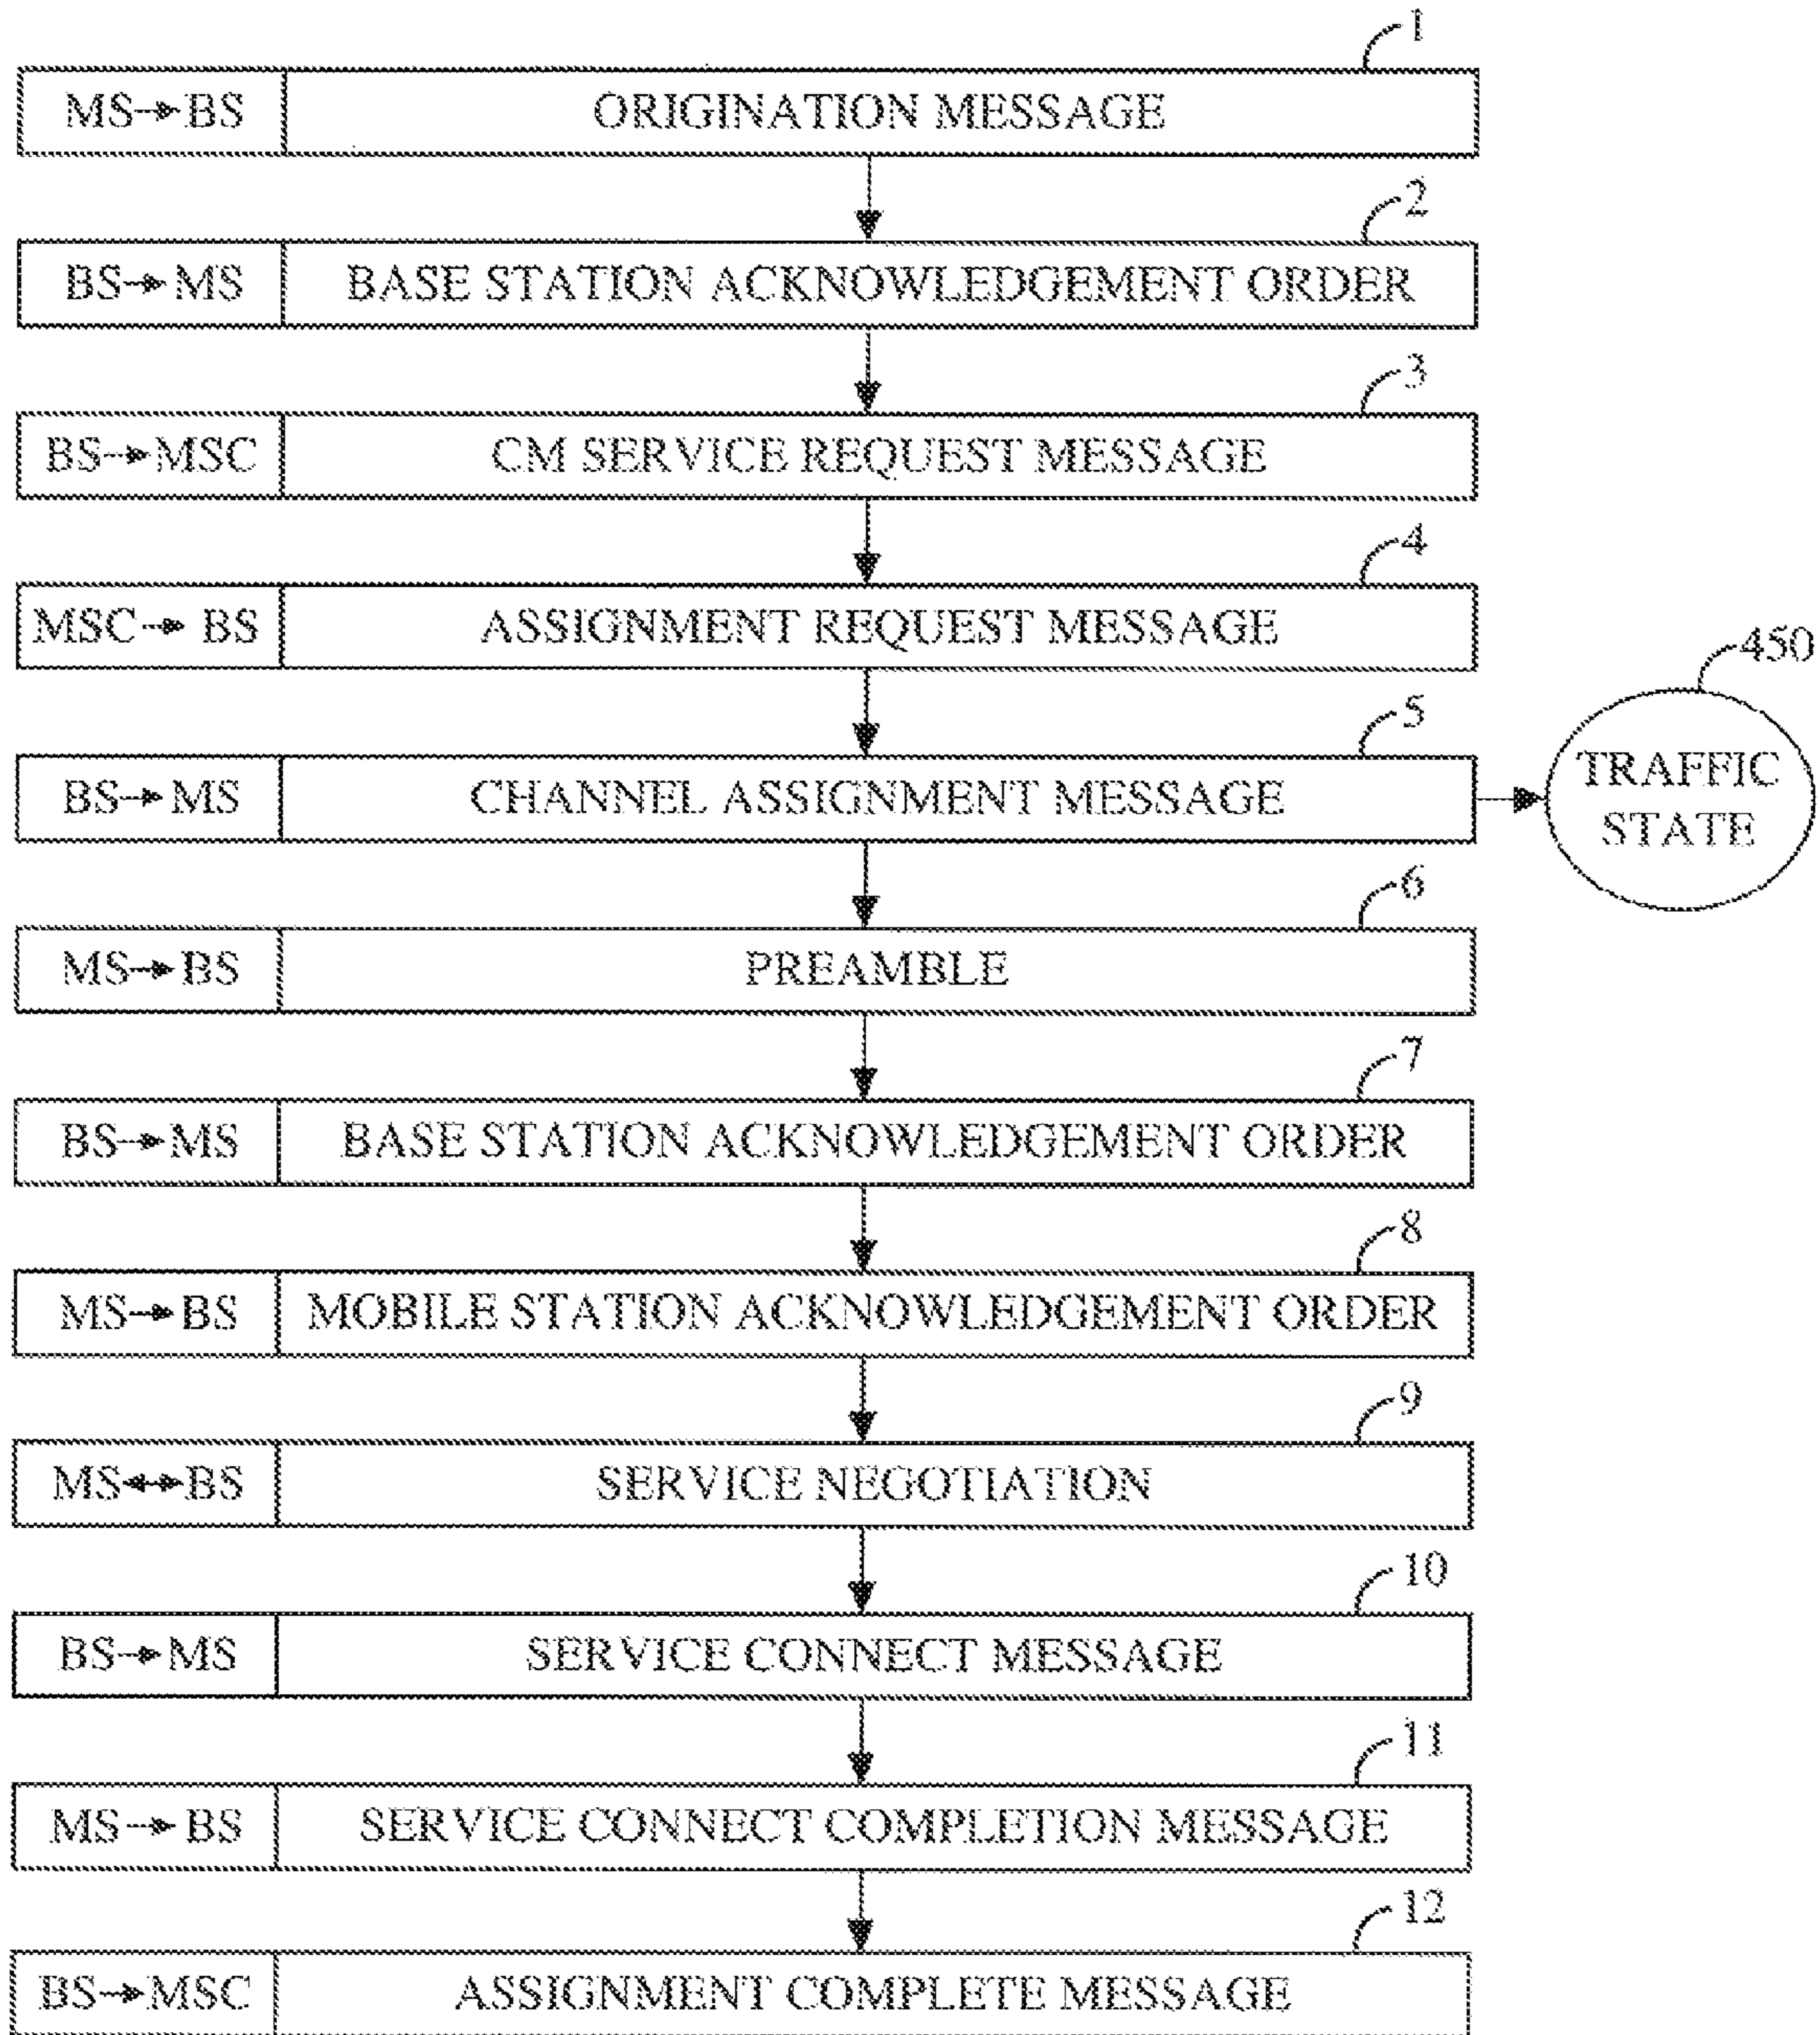 1
MS→BS ORIGINATION MESSAGE
2
BS→MS BASE STATION ACKNOWLEDGEMENT ORDER
3
BS→MSC CM SERVICE REQUEST MESSAGE
4
MSC→BS ASSIGNMENT REQUEST MESSAGE
450
TRAFFIC
STATE
5
BS→MS CHANNEL ASSIGNMENT MESSAGE
6
MS→BS PREAMBLE
7
BS→MS BASE STATION ACKNOWLEDGEMENT ORDER
8
MS→BS MOBILE STATION ACKNOWLEDGEMENT ORDER
9
MS↔BS SERVICE NEGOTIATION
10
BS→MS SERVICE CONNECT MESSAGE
11
MS→BS SERVICE CONNECT COMPLETION MESSAGE
12
BS→MSC ASSIGNMENT COMPLETE MESSAGE